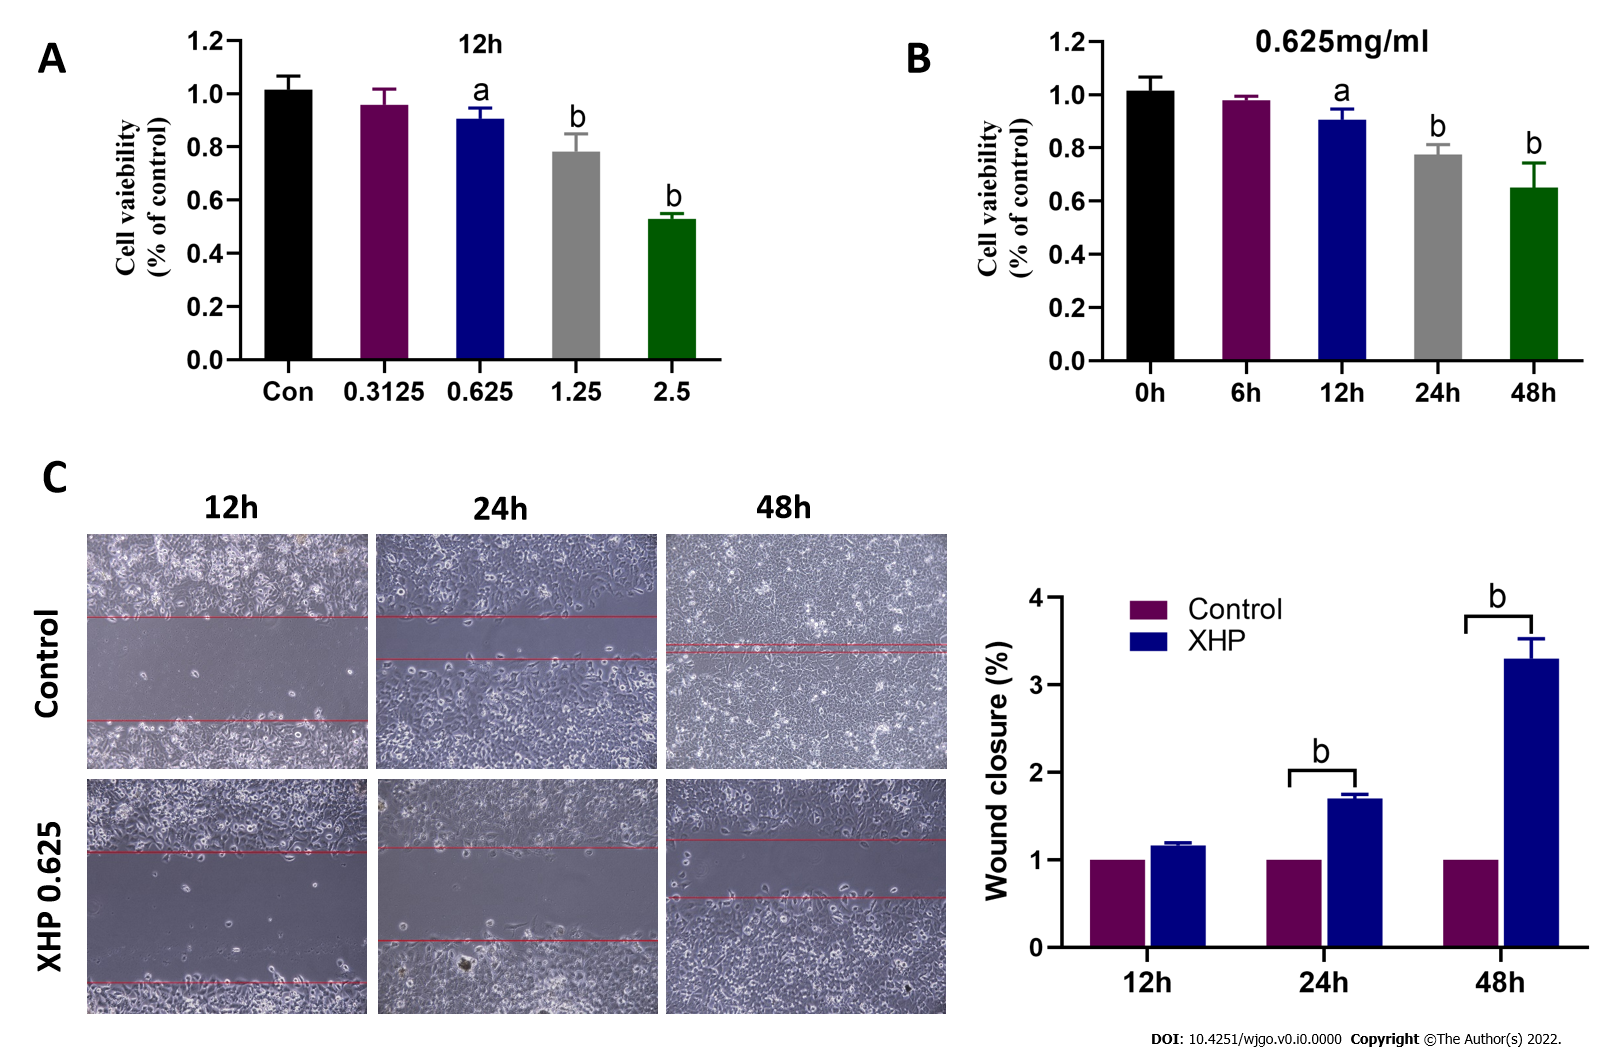 A
12h
1.2
1.0
0.8
0.6
0.4
0.2
0.0
Cell vaiebility
(% of control)
a
b
b
Con 0.3125 0.625 1.25 2.5
B
0.625mg/ml
1.2
1.0
0.8
0.6
0.4
0.2
0.0
Cell vaiebility
(% of control)
a
b
b
0h 6h 12h 24h 48h
C
12h 24h 48h
Control
XHP 0.625
4
3
2
1
0
Wound closure (%)
Control
XHP
b
b
12h 24h 48h
DOI: 10.4251/wjgo.v0.i0.0000 Copyright ©The Author(s) 2022.